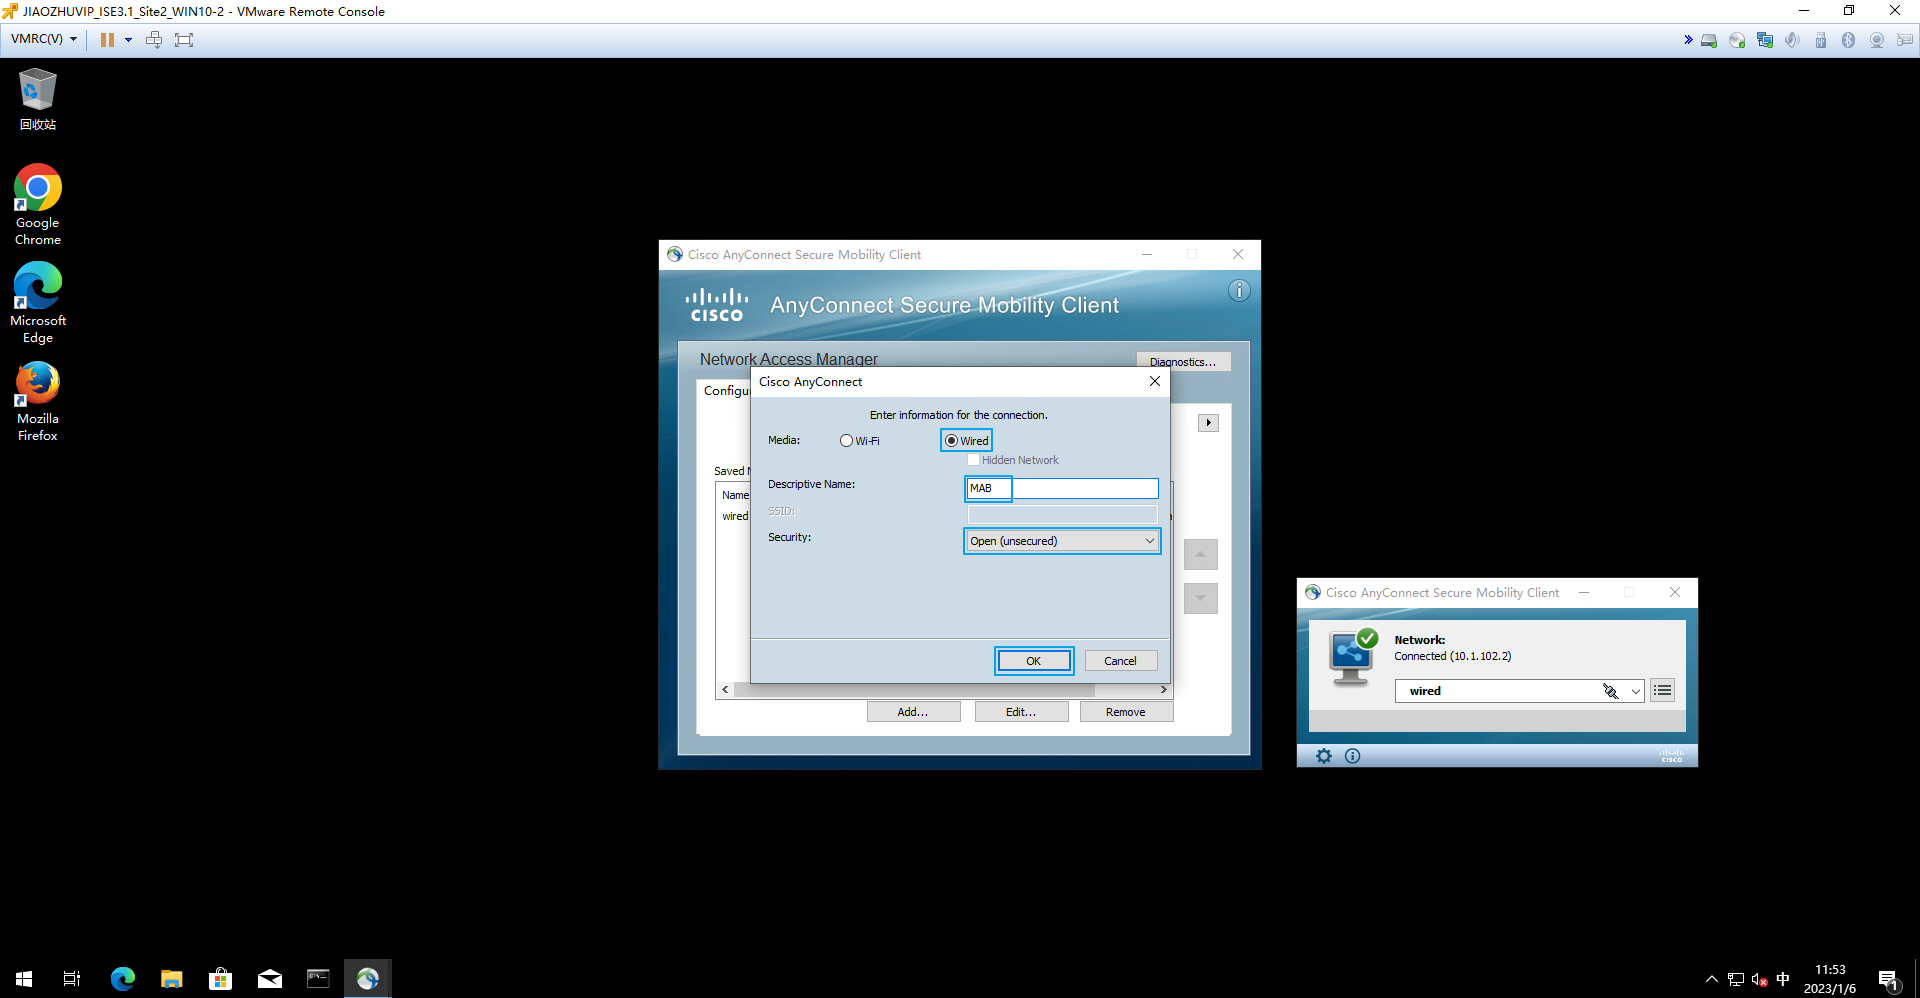 JIAOZHUVIP_ISE3.1_Site2_WIN10-2 - VMware Remote Console
VMRC(V)
回收站
Google
Chrome
Microsoft
Edge
Mozilla
Firefox
Cisco AnyConnect Secure Mobility Client
CISCO
AnyConnect Secure Mobility Client
Network Access Manager
Diagnostics...
Configu
Saved N
Name
wired
Cisco AnyConnect
Enter information for the connection.
Media:
Wi-Fi
Wired
Hidden Network
Descriptive Name:
MAB
SSID:
Security:
Open (unsecured)
OK
Cancel
Add...
Edit...
Remove
Cisco AnyConnect Secure Mobility Client
Network:
Connected (10.1.102.2)
wired
CISCO
中
11:53
2023/1/6
1